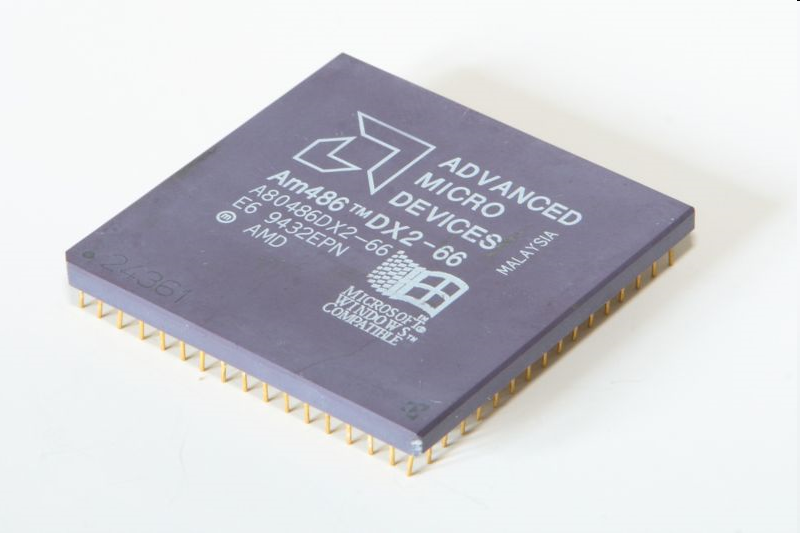 ADVANCED
MICRO
DEVICES
Am486™DX2-66
A80486DX2-66
E6 9432EPN
ⓜ AMD
MALAYSIA
MICROSOFT®
WINDOWS™
COMPATIBLE
24361